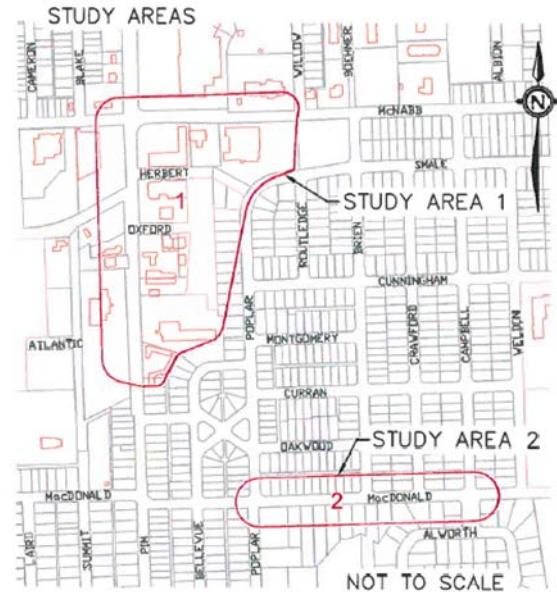 STUDY AREAS
CAMERON
BLAKE
WILLOW
BOEHMER
ALBION
McNABB
N
SMALE
HERBERT
1
STUDY AREA 1
OXFORD
ROUTLEDGE
BRIEN
CUNNINGHAM
ATLANTIC
POPLAR
MONTGOMERY
CRAWFORD
CAMPBELL
WELDON
CURRAN
OAKWOOD
STUDY AREA 2
MacDONALD
2
MacDONALD
LAIRD
SUMMIT
PIM
BELLEVUE
POPLAR
ALWORTH
NOT TO SCALE